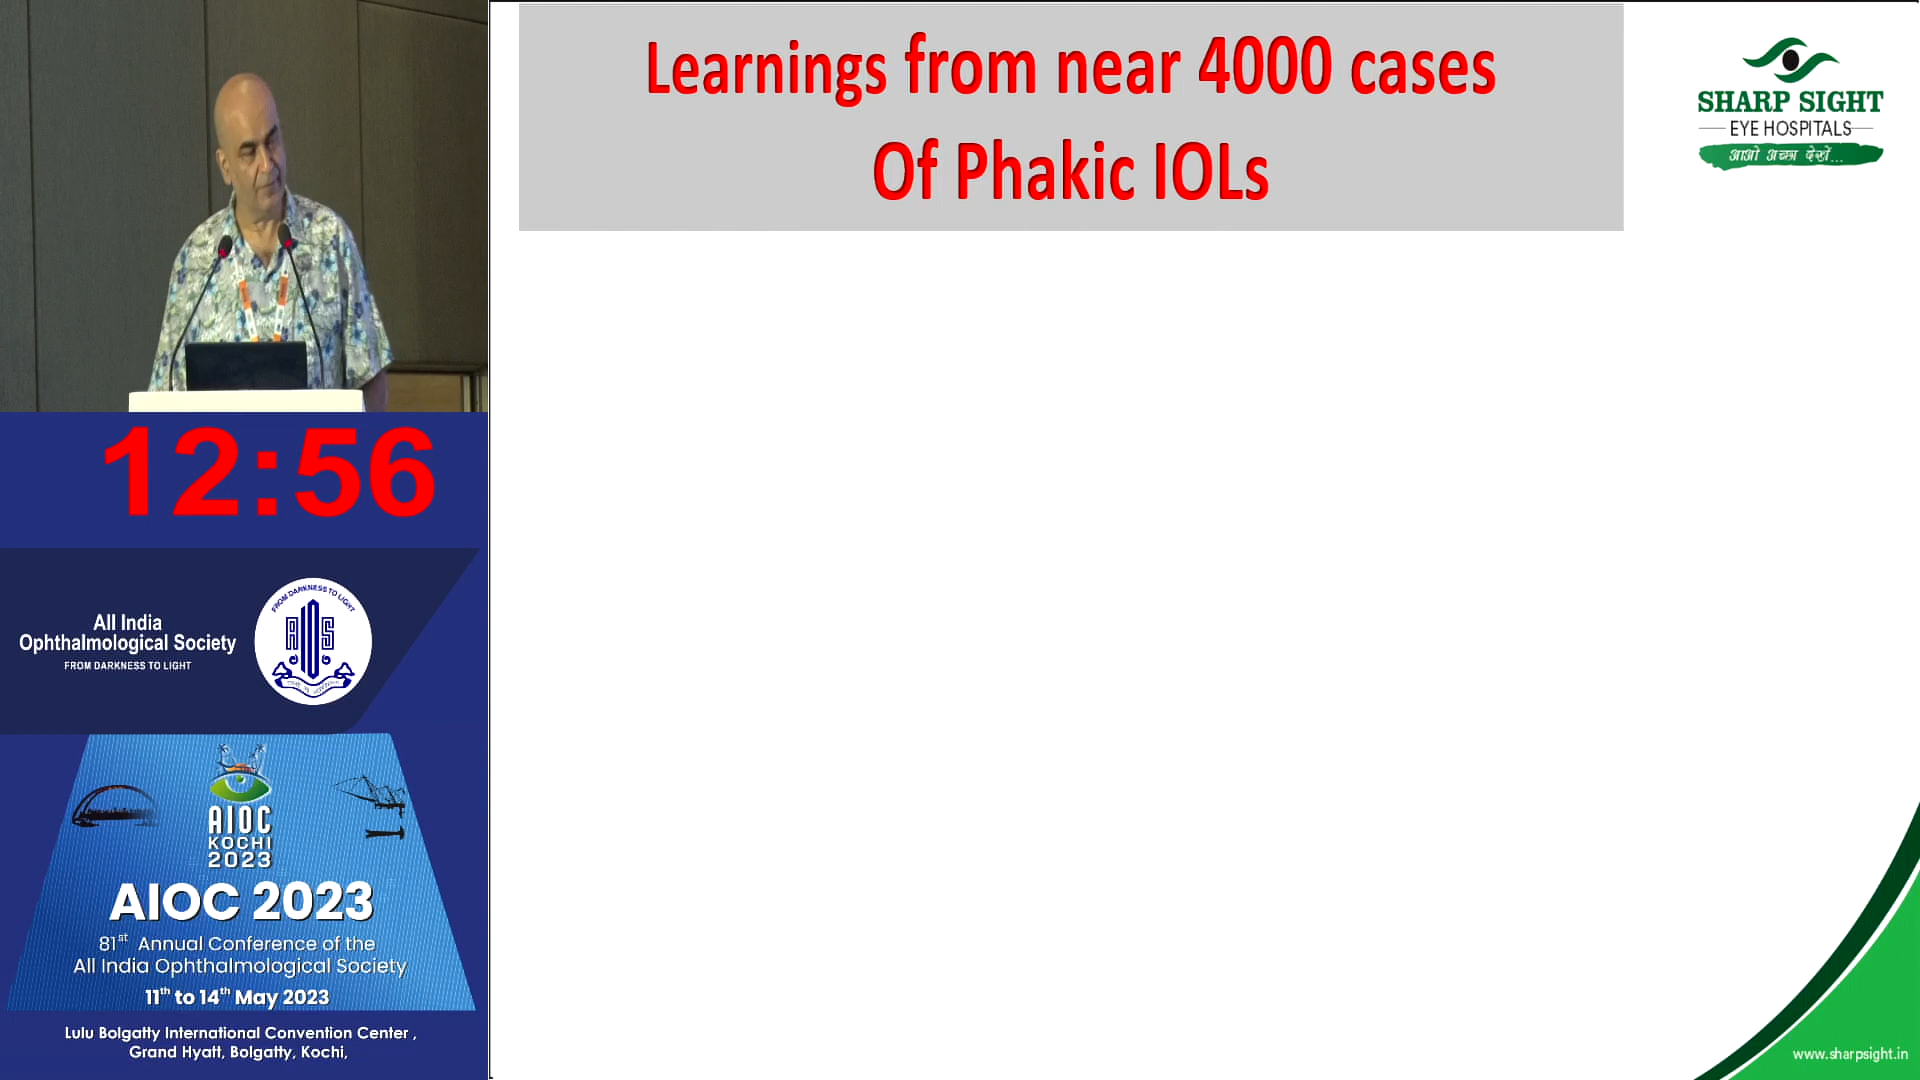 Learnings from near 4000 cases
Of Phakic IOLs
SHARP SIGHT
EYE HOSPITALS
आओ अच्छा देखें...
12:56
All India
Ophthalmological Society
FROM DARKNESS TO LIGHT
FROM DARKNESS TO LIGHT
AIOS
AIOC
KOCHI
2023
AIOC 2023
81st Annual Conference of the
All India Ophthalmological Society
11th to 14th May 2023
Lulu Bolgatty International Convention Center ,
Grand Hyatt, Bolgatty, Kochi,
www.sharpsight.in